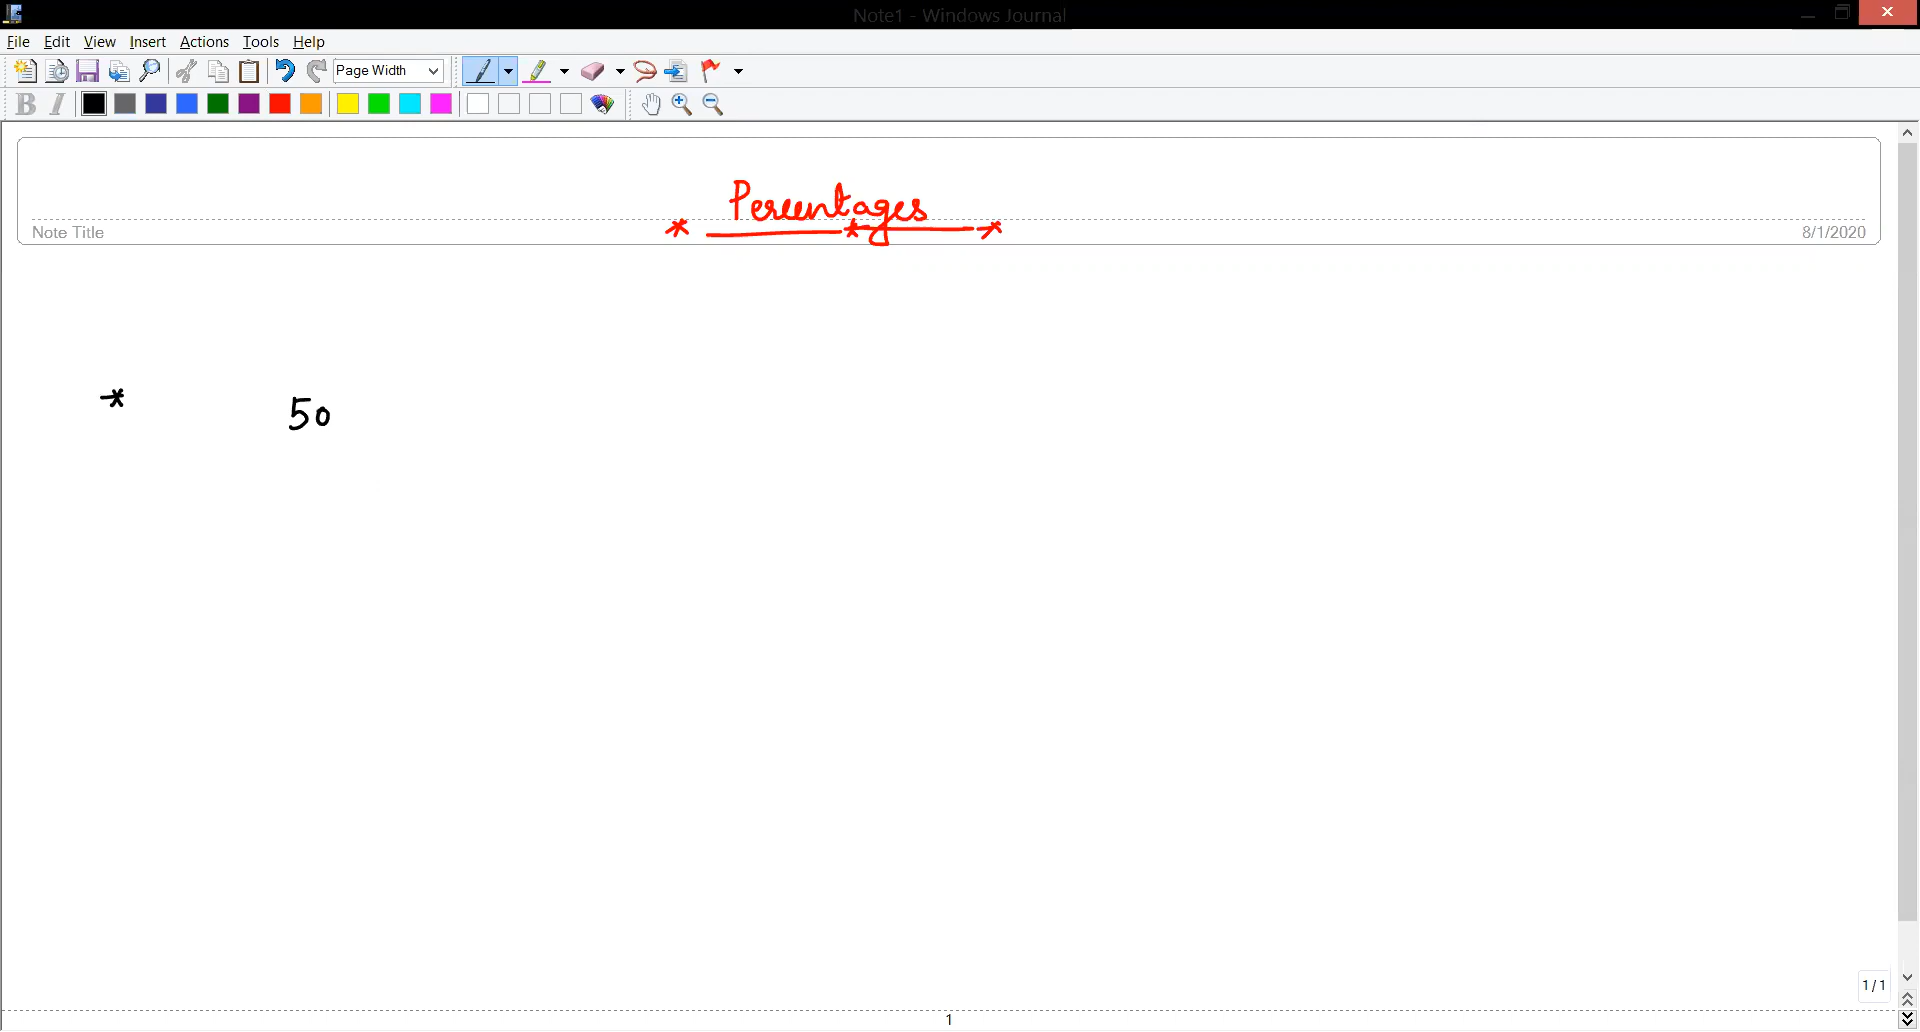 Note1 - Windows Journal
File Edit View Insert Actions Tools Help
Page Width
B I
Percentages
* * *
Note Title 8/1/2020
* 50
1 / 1
1